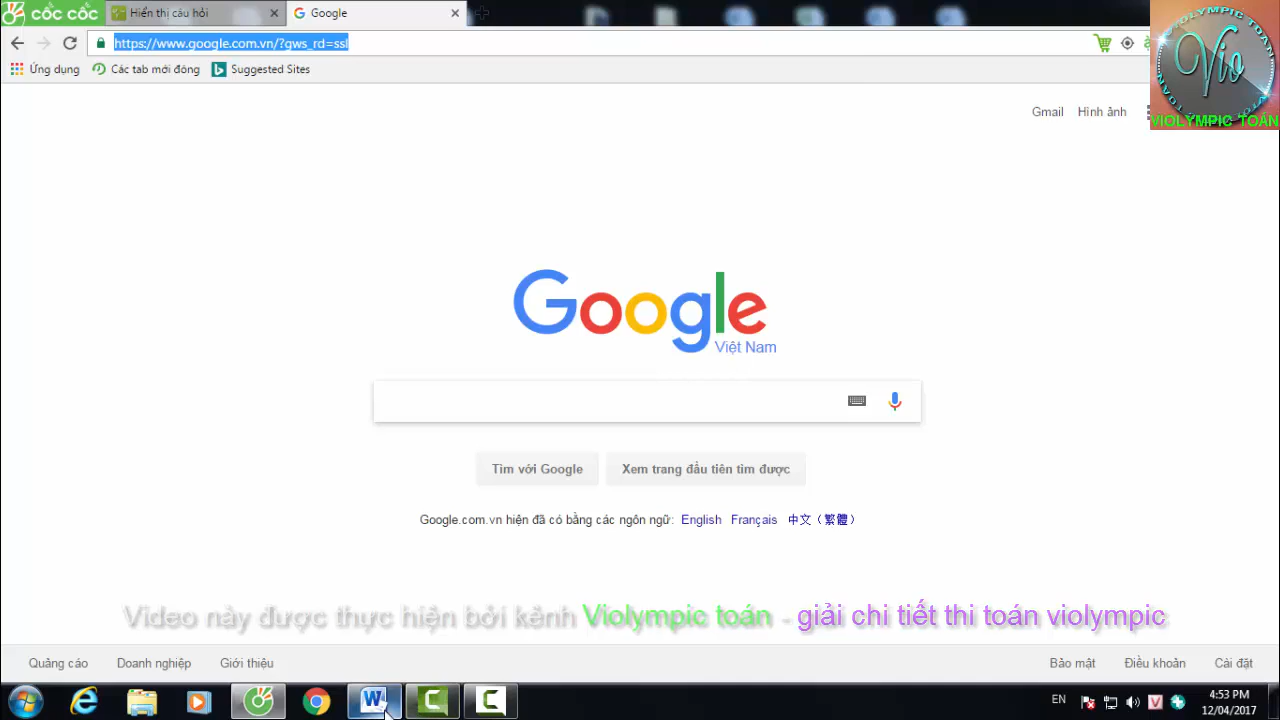 cốc cốc
Hiển thị câu hỏi
Google
https://www.google.com.vn/?gws_rd=ssl
Ứng dụng
Các tab mới đóng
Suggested Sites
VIOLYMPIC TOÁN
Vio
VIOLYMPIC TOÁN
Gmail
Hình ảnh
Google
Việt Nam
Tìm với Google
Xem trang đầu tiên tìm được
Google.com.vn hiện đã có bằng các ngôn ngữ: English Français 中文（繁體）
Video này được thực hiện bởi kênh Violympic toán - giải chi tiết thi toán violympic
Quảng cáo
Doanh nghiệp
Giới thiệu
Bảo mật
Điều khoản
Cài đặt
EN
4:53 PM
12/04/2017